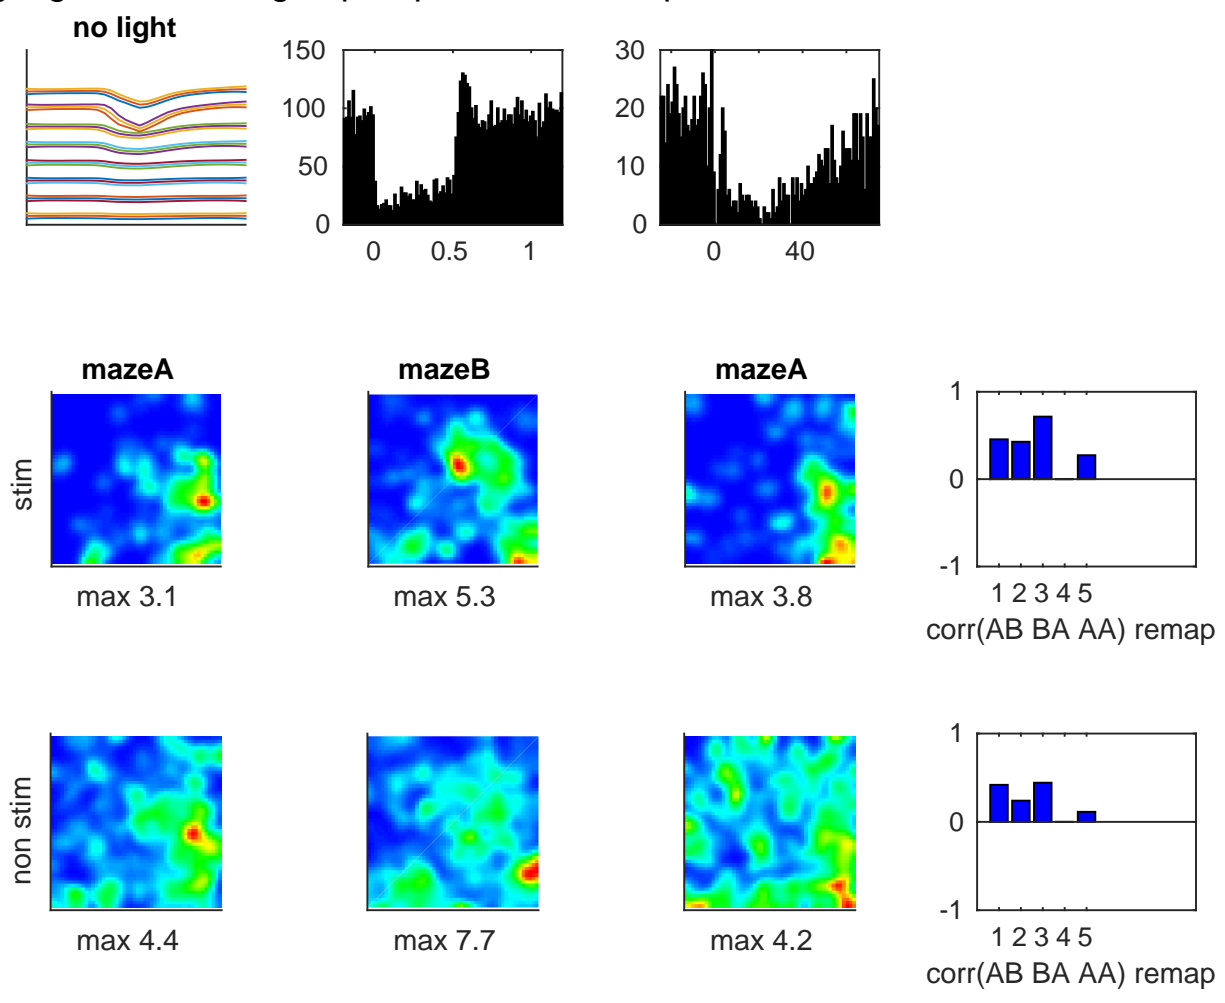 no light
150
100
50
0
0 0.5 1
30
20
10
0
0 40
mazeA
mazeB
mazeA
stim
max 3.1
max 5.3
max 3.8
1
0
-1
1 2 3 4 5
corr(AB BA AA) remap
non stim
max 4.4
max 7.7
max 4.2
1
0
-1
1 2 3 4 5
corr(AB BA AA) remap